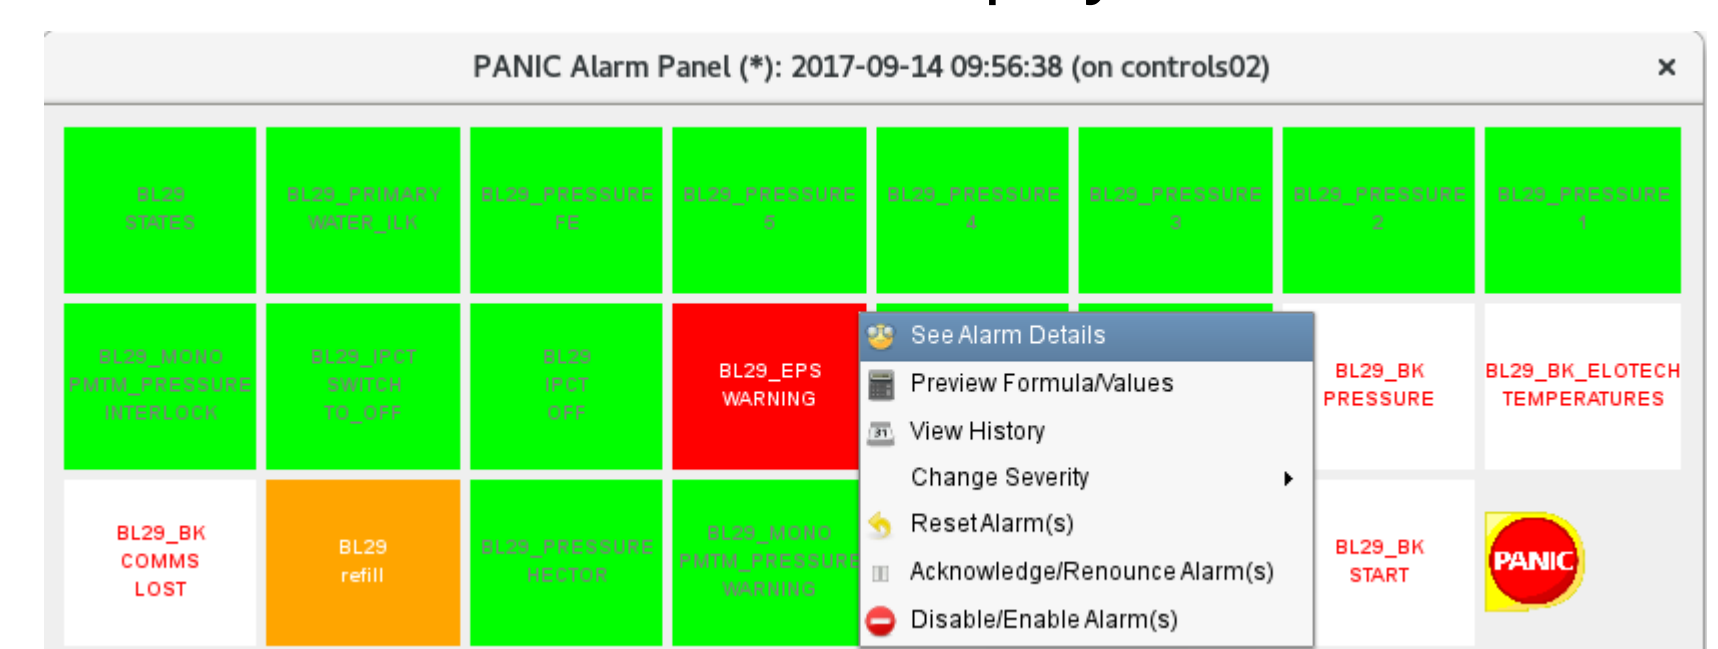 PANIC Alarm Panel (*): 2017-09-14 09:56:38 (on controls02)
BL29
STATES
BL29_PRIMARY
WATER_ILK
BL29_PRESSURE
FE
BL29_PRESSURE
5
BL29_PRESSURE
4
BL29_PRESSURE
3
BL29_PRESSURE
2
BL29_PRESSURE
1
BL29_MONO
PMTM_PRESSURE
INTERLOCK
BL29_IPCT
SWITCH
TO_OFF
BL29
IPCT
OFF
BL29_EPS
WARNING
See Alarm Details
Preview Formula/Values
View History
Change Severity
Reset Alarm(s)
Acknowledge/Renounce Alarm(s)
Disable/Enable Alarm(s)
BL29_BK
PRESSURE
BL29_BK_ELOTECH
TEMPERATURES
BL29_BK
COMMS
LOST
BL29
refill
BL29_PRESSURE
HECTOR
BL29_MONO
PMTM_PRESSURE
WARNING
BL29_BK
START
PANIC